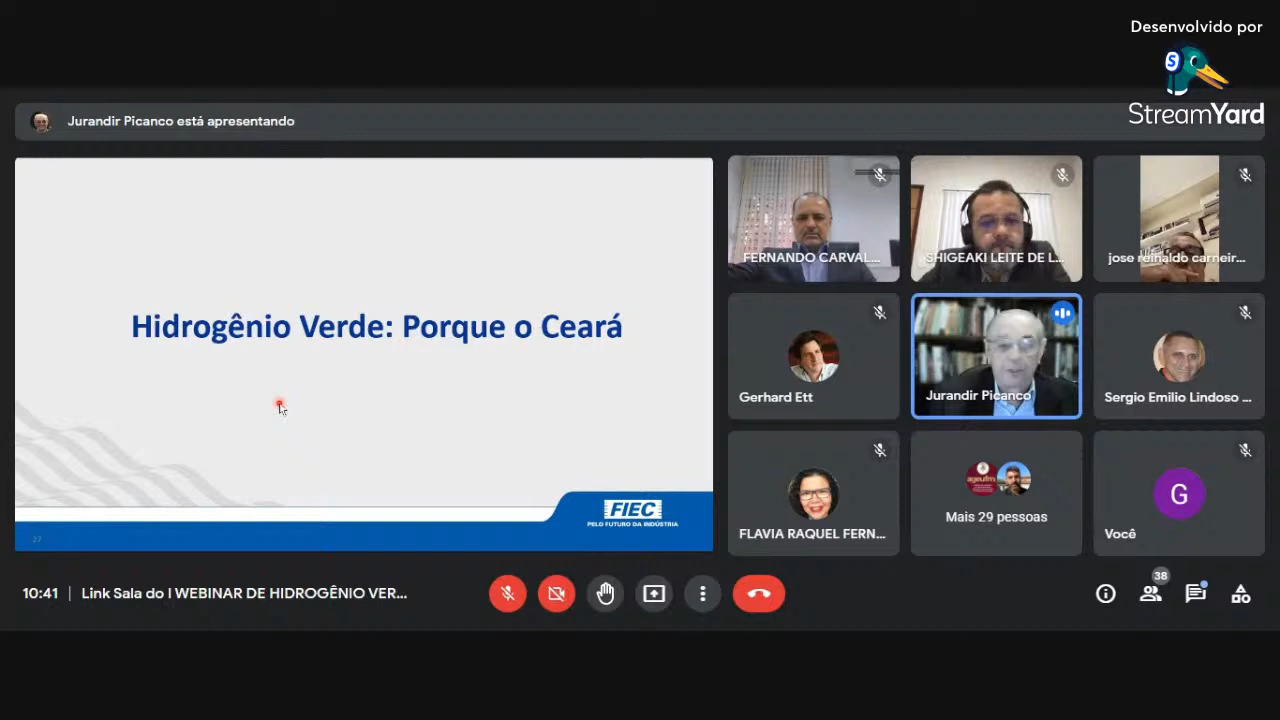 Desenvolvido por
StreamYard
Jurandir Picanco está apresentando
Hidrogênio Verde: Porque o Ceará
FIEC
PELO FUTURO DA INDÚSTRIA
27
FERNANDO CARVAL...
SHIGEAKI LEITE DE L...
jose reinaldo carneir...
Gerhard Ett
Jurandir Picanco
Sergio Emilio Lindoso ...
FLAVIA RAQUEL FERN...
Mais 29 pessoas
G
Você
10:41 | Link Sala do I WEBINAR DE HIDROGÊNIO VER...
38